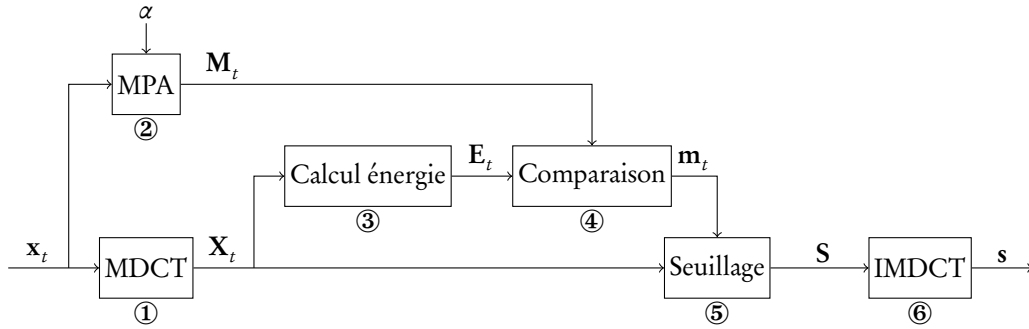 α
MPA
②
M_t
Calcul énergie
③
E_t
Comparaison
④
m_t
x_t
MDCT
①
X_t
Seuillage
⑤
S
IMDCT
⑥
s